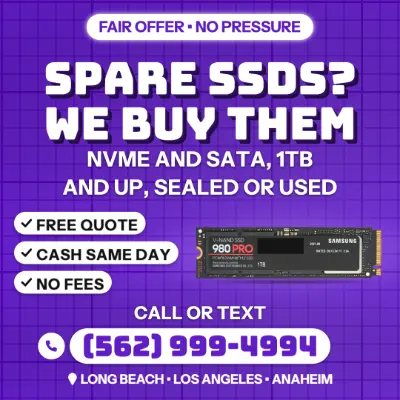 FAIR OFFER • NO PRESSURE
SPARE SSDS?
WE BUY THEM
NVME AND SATA, 1TB
AND UP, SEALED OR USED
FREE QUOTE
CASH SAME DAY
NO FEES
V-NAND SSD
980 PRO
1TB
SAMSUNG
CALL OR TEXT
(562) 999-4994
LONG BEACH • LOS ANGELES • ANAHEIM